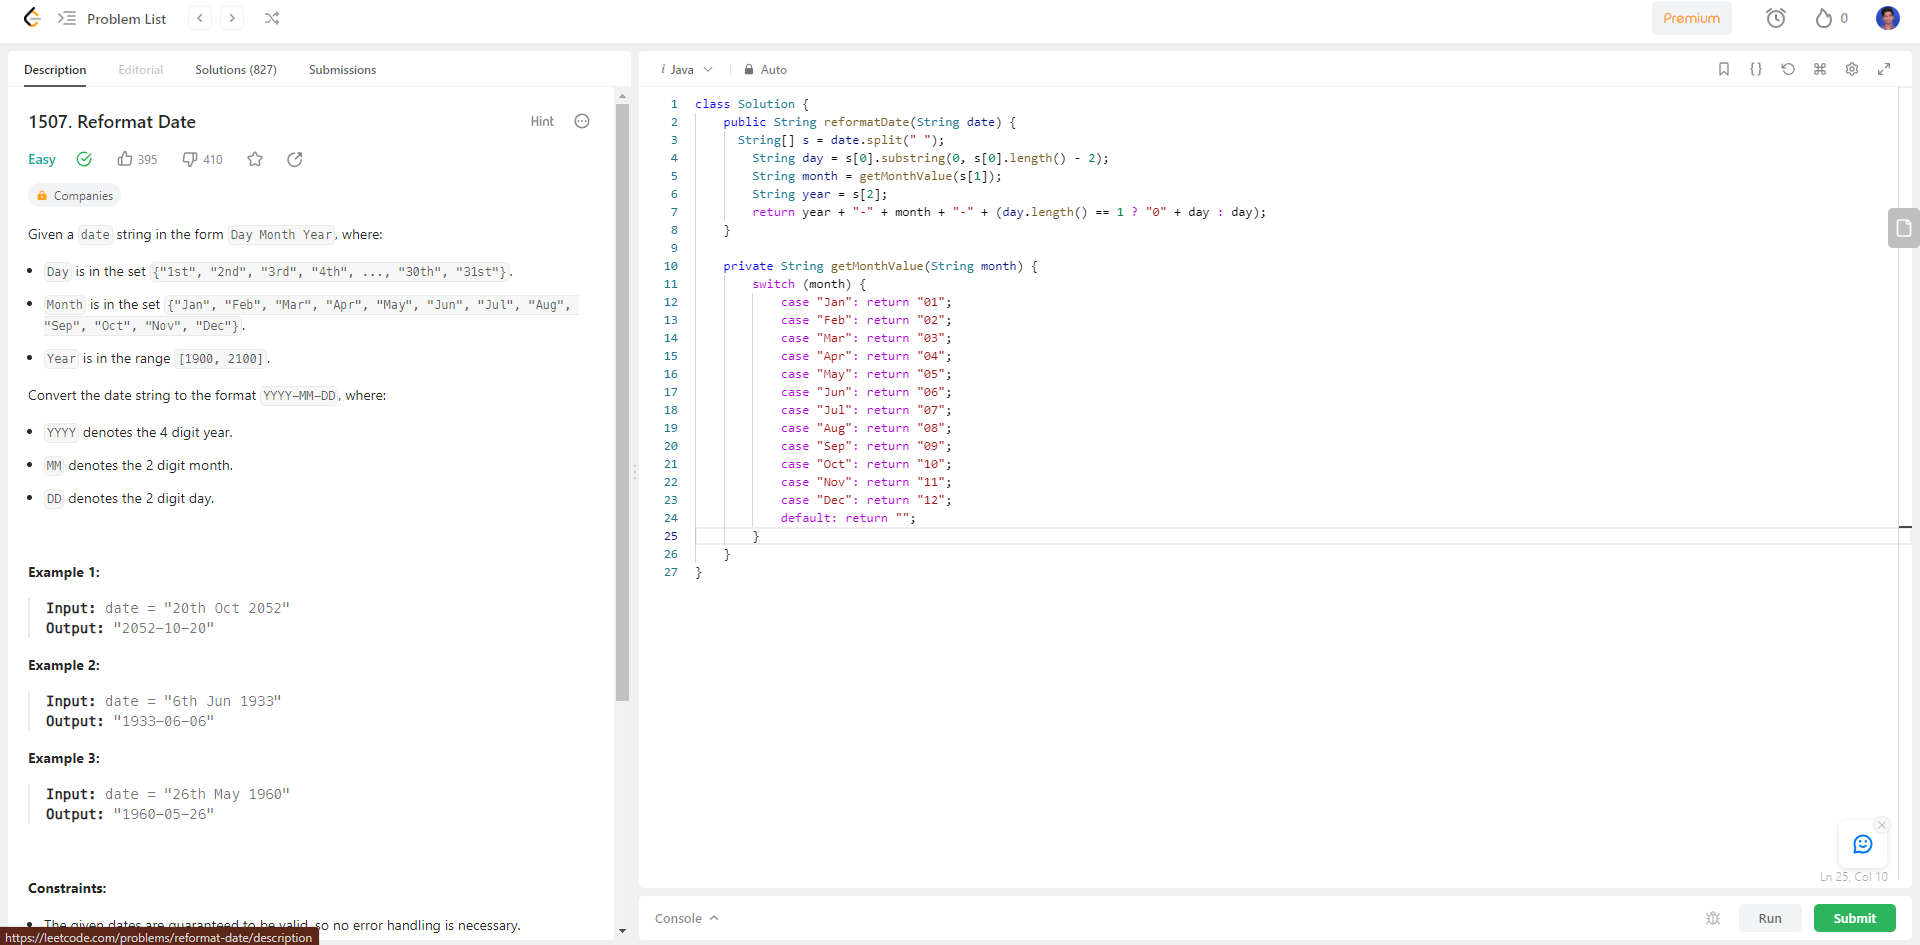 Problem List
Premium
0
Description Editorial Solutions (827) Submissions
1507. Reformat Date
Hint
Easy 395 410
Companies
Given a date string in the form Day Month Year, where:
Day is in the set {"1st", "2nd", "3rd", "4th", ..., "30th", "31st"}.
Month is in the set {"Jan", "Feb", "Mar", "Apr", "May", "Jun", "Jul", "Aug",
"Sep", "Oct", "Nov", "Dec"}.
Year is in the range [1900, 2100].
Convert the date string to the format YYYY-MM-DD, where:
YYYY denotes the 4 digit year.
MM denotes the 2 digit month.
DD denotes the 2 digit day.
Example 1:
Input: date = "20th Oct 2052"
Output: "2052-10-20"
Example 2:
Input: date = "6th Jun 1933"
Output: "1933-06-06"
Example 3:
Input: date = "26th May 1960"
Output: "1960-05-26"
Constraints:
The given dates are guaranteed to be valid, so no error handling is necessary.
https://leetcode.com/problems/reformat-date/description
i Java Auto
1 class Solution {
2 public String reformatDate(String date) {
3 String[] s = date.split(" ");
4 String day = s[0].substring(0, s[0].length() - 2);
5 String month = getMonthValue(s[1]);
6 String year = s[2];
7 return year + "-" + month + "-" + (day.length() == 1 ? "0" + day : day);
8 }
9
10 private String getMonthValue(String month) {
11 switch (month) {
12 case "Jan": return "01";
13 case "Feb": return "02";
14 case "Mar": return "03";
15 case "Apr": return "04";
16 case "May": return "05";
17 case "Jun": return "06";
18 case "Jul": return "07";
19 case "Aug": return "08";
20 case "Sep": return "09";
21 case "Oct": return "10";
22 case "Nov": return "11";
23 case "Dec": return "12";
24 default: return "";
25 }
26 }
27 }
Ln 25, Col 10
Console
Run
Submit